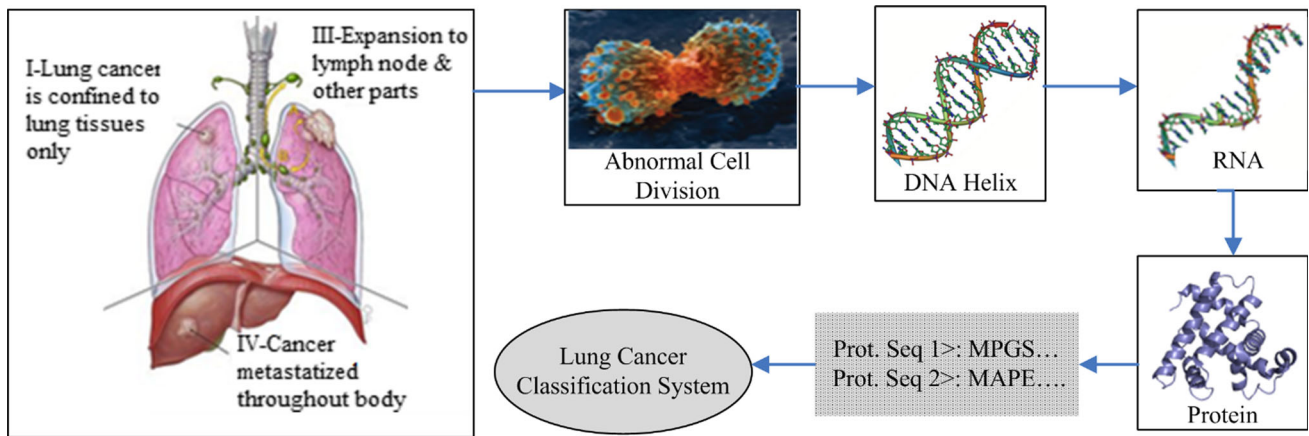 I-Lung cancer
is confined to
lung tissues
only
III-Expansion to
lymph node &
other parts
IV-Cancer
metastatized
throughout body
Abnormal Cell
Division
DNA Helix
RNA
Protein
Prot. Seq 1>: MPGS…
Prot. Seq 2>: MAPE….
Lung Cancer
Classification System